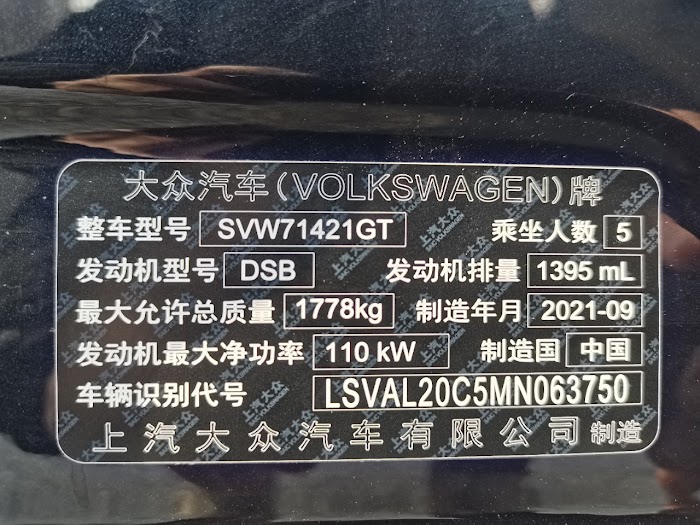 大众汽车(VOLKSWAGEN)牌
整车型号 SVW71421GT 乘坐人数 5
发动机型号 DSB 发动机排量 1395 mL
最大允许总质量 1778kg 制造年月 2021-09
发动机最大净功率 110 kW 制造国 中国
车辆识别代号 LSVAL20C5MN063750
上汽大众汽车有限公司 制造